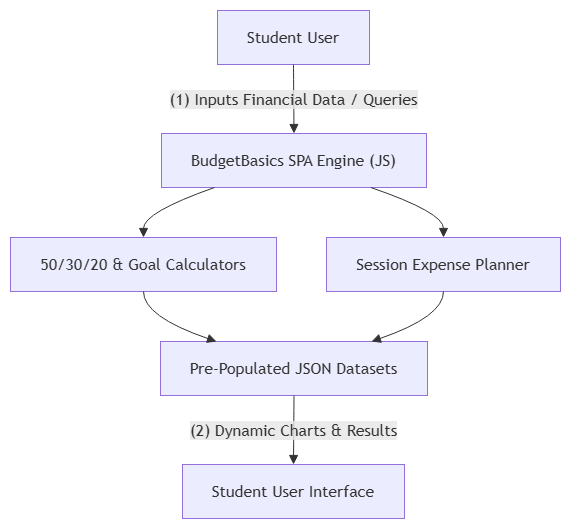 Student User
(1) Inputs Financial Data / Queries
BudgetBasics SPA Engine (JS)
50/30/20 & Goal Calculators
Session Expense Planner
Pre-Populated JSON Datasets
(2) Dynamic Charts & Results
Student User Interface